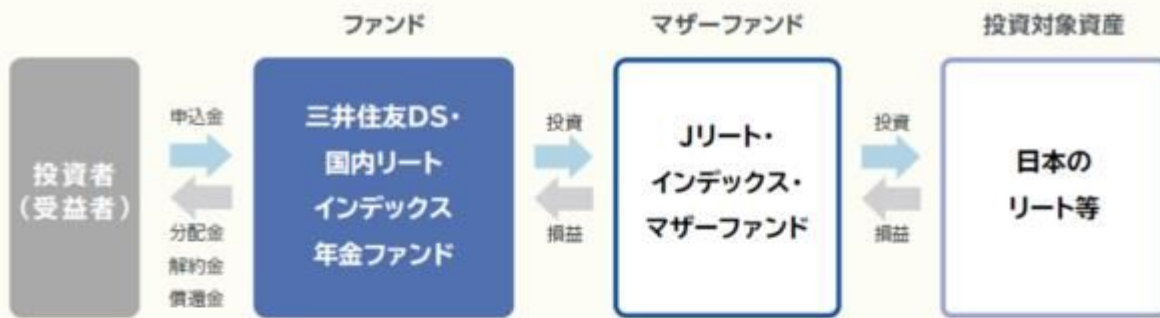 ファンド
マザーファンド
投資対象資産
投資者
（受益者）
申込金
分配金
解約金
償還金
三井住友DS・
国内リート
インデックス
年金ファンド
投資
損益
Jリート・
インデックス・
マザーファンド
投資
損益
日本の
リート等